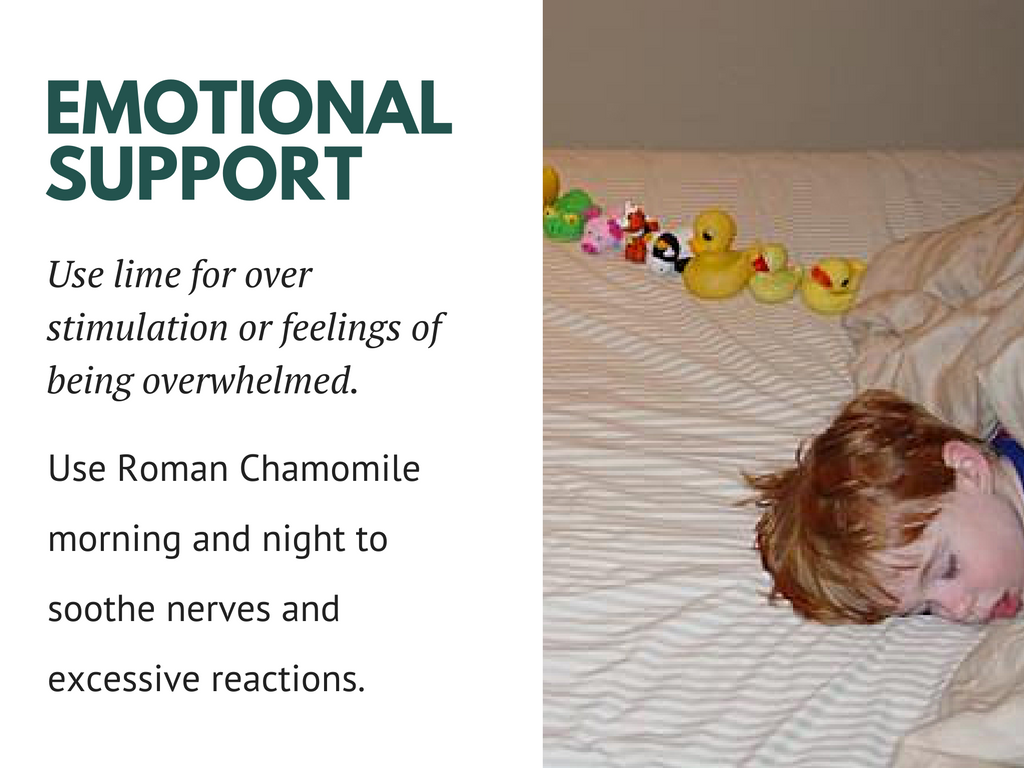 EMOTIONAL
SUPPORT
Use lime for over
stimulation or feelings of
being overwhelmed.
Use Roman Chamomile
morning and night to
soothe nerves and
excessive reactions.